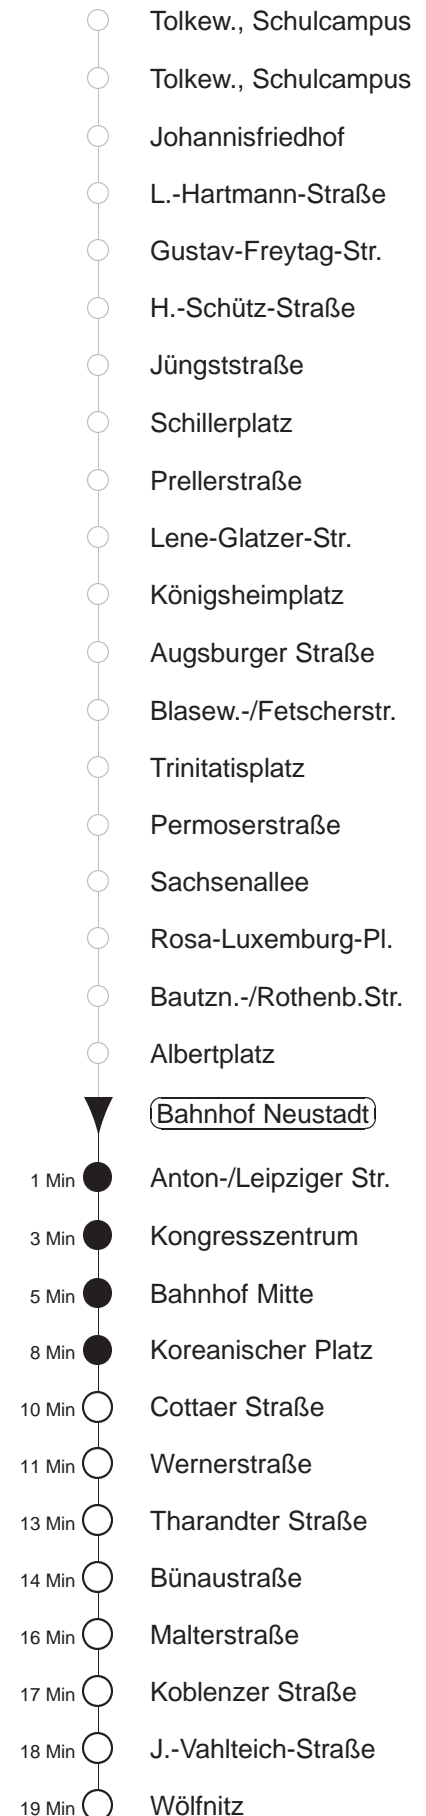 Tolkew., Schulcampus
Tolkew., Schulcampus
Johannisfriedhof
L.-Hartmann-Straße
Gustav-Freytag-Str.
H.-Schütz-Straße
Jüngststraße
Schillerplatz
Prellerstraße
Lene-Glatzer-Str.
Königsheimplatz
Augsburger Straße
Blasew.-/Fetscherstr.
Trinitatisplatz
Permoserstraße
Sachsenallee
Rosa-Luxemburg-Pl.
Bautzn.-/Rothenb.Str.
Albertplatz
Bahnhof Neustadt
1 Min Anton-/Leipziger Str.
3 Min Kongresszentrum
5 Min Bahnhof Mitte
8 Min Koreanischer Platz
10 Min Cottaer Straße
11 Min Wernerstraße
13 Min Tharandter Straße
14 Min Bünaustraße
16 Min Malterstraße
17 Min Koblenzer Straße
18 Min J.-Vahlteich-Straße
19 Min Wölfnitz